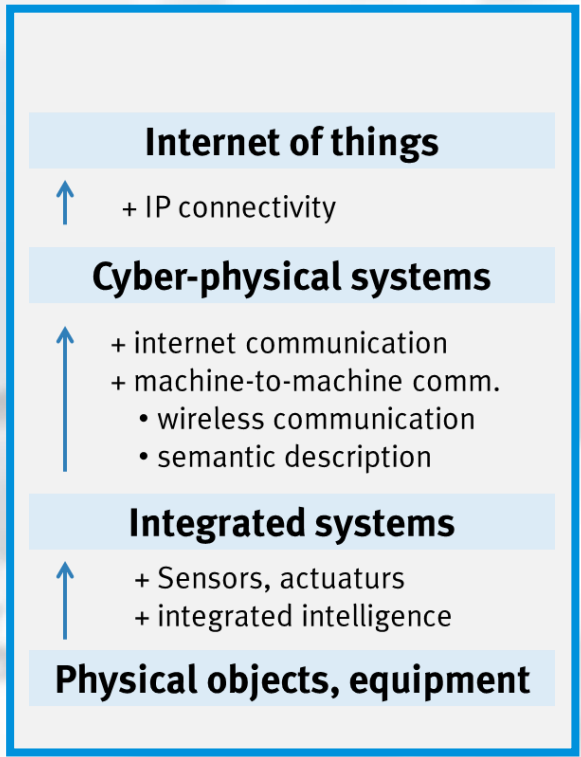 Internet of things
+ IP connectivity
Cyber-physical systems
+ internet communication
+ machine-to-machine comm.
• wireless communication
• semantic description
Integrated systems
+ Sensors, actuaturs
+ integrated intelligence
Physical objects, equipment